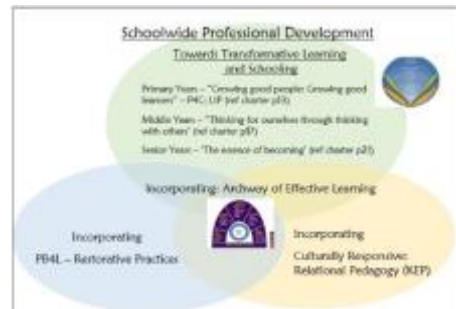 Schoolwide Professional Development
Towards Transformative Learning
and Schooling
Primary Years – "Growing good people: Growing good
learners" – P4C; LIP (ref charter p13)
Middle Years – "Thinking for ourselves through thinking
with others" (ref charter p17)
Senior Years – 'The essence of becoming' (ref charter p21)
Incorporating: Archway of Effective Learning
Incorporating
PB4L – Restorative Practices
Incorporating
Culturally Responsive:
Relational Pedagogy (KEP)